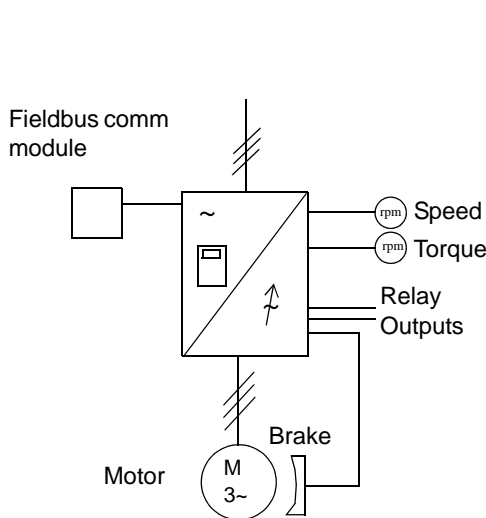 Fieldbus comm
module
~
rpm Speed
rpm Torque
~
Relay
Outputs
Brake
Motor
M
3~